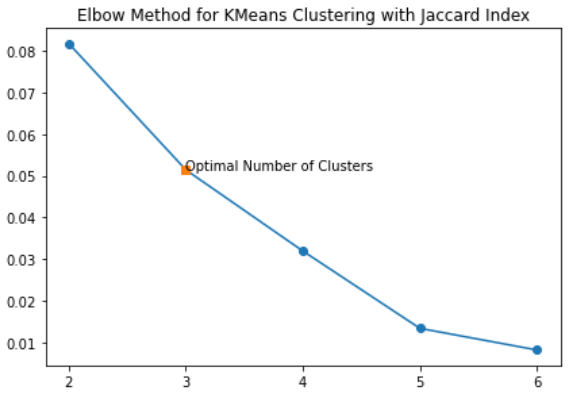 Elbow Method for KMeans Clustering with Jaccard Index
0.08
0.07
0.06
0.05
0.04
0.03
0.02
0.01
Optimal Number of Clusters
2 3 4 5 6